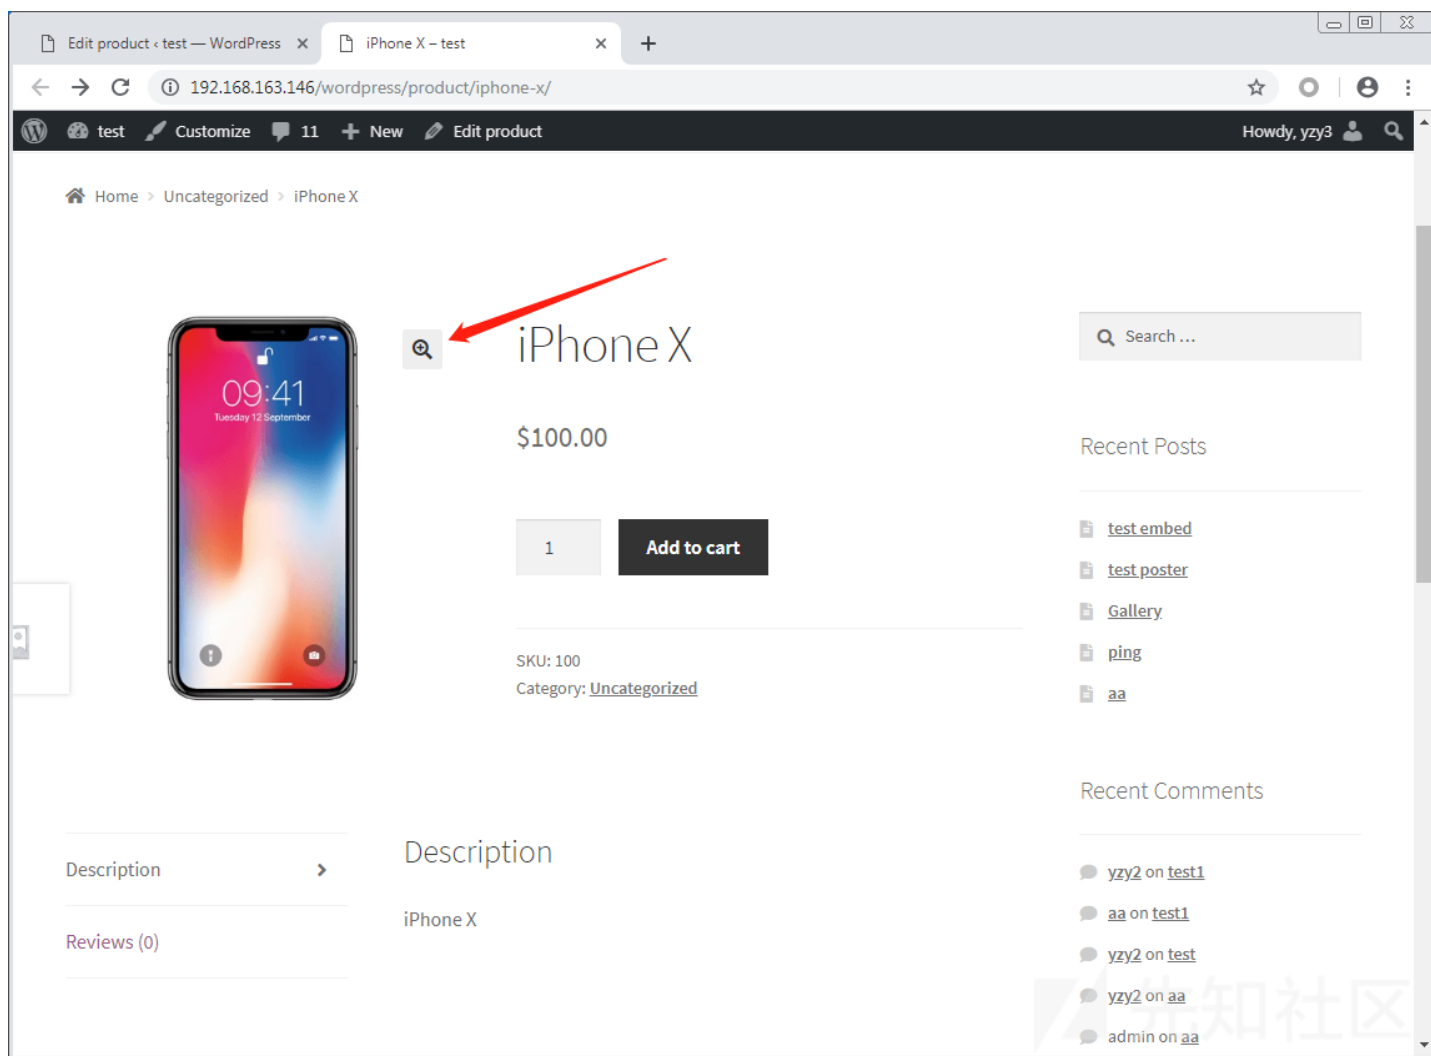 Edit product ‹ test — WordPress
iPhone X – test
192.168.163.146/wordpress/product/iphone-x/
test Customize 11 New Edit product Howdy, yzy3
Home Uncategorized iPhone X
09:41
Tuesday 12 September
iPhone X
$100.00
1 Add to cart
SKU: 100
Category: Uncategorized
Search ...
Recent Posts
test embed
test poster
Gallery
ping
aa
Recent Comments
yzy2 on test1
aa on test1
yzy2 on test
yzy2 on aa
admin on aa
Description
Reviews (0)
Description
iPhone X
先知社区